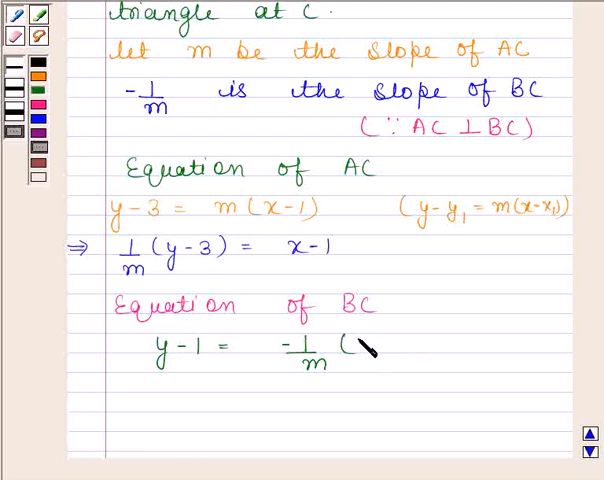 triangle at C.
let m be the slope of AC
-1/m is the slope of BC
(∵ AC ⊥ BC)
Equation of AC
y-3 = m(x-1) (y-y₁ = m(x-x₁))
⇒ 1/m (y-3) = x-1
Equation of BC
y-1 = -1/m (